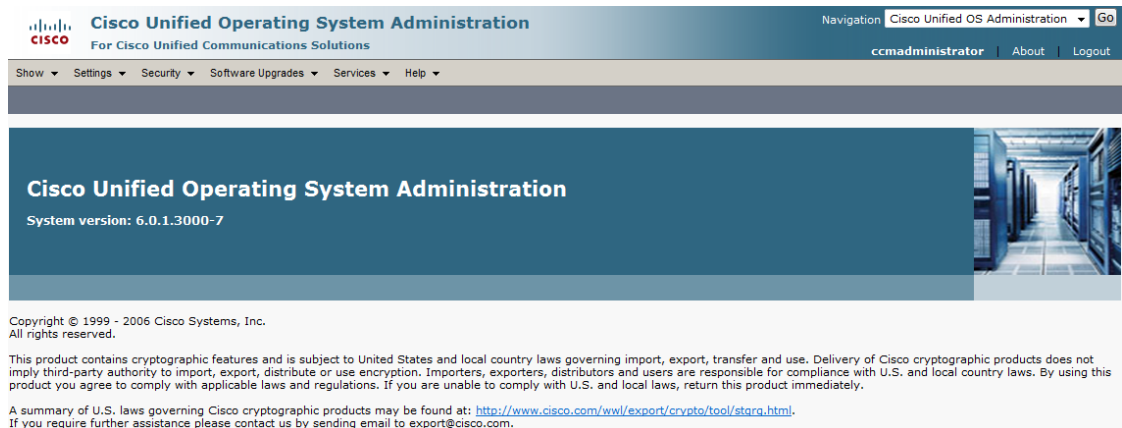 CISCO
Cisco Unified Operating System Administration
For Cisco Unified Communications Solutions
Navigation Cisco Unified OS Administration Go
ccmadministrator | About | Logout
Show Settings Security Software Upgrades Services Help
Cisco Unified Operating System Administration
System version: 6.0.1.3000-7
Copyright © 1999 - 2006 Cisco Systems, Inc.
All rights reserved.
This product contains cryptographic features and is subject to United States and local country laws governing import, export, transfer and use. Delivery of Cisco cryptographic products does not
imply third-party authority to import, export, distribute or use encryption. Importers, exporters, distributors and users are responsible for compliance with U.S. and local country laws. By using this
product you agree to comply with applicable laws and regulations. If you are unable to comply with U.S. and local laws, return this product immediately.
A summary of U.S. laws governing Cisco cryptographic products may be found at: http://www.cisco.com/wwl/export/crypto/tool/stqrg.html.
If you require further assistance please contact us by sending email to export@cisco.com.